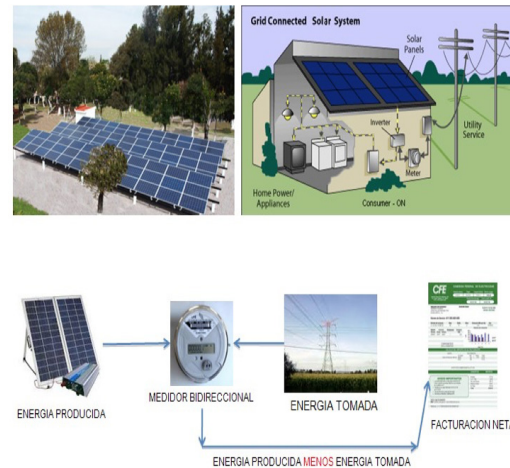 Grid Connected Solar System
Solar
Panels
Inverter
Utility
Service
Meter
Home Power/
Appliances
Consumer - ON
CFE
ENERGIA PRODUCIDA
MEDIDOR BIDIRECCIONAL
ENERGIA TOMADA
FACTURACION NETA
ENERGIA PRODUCIDA MENOS ENERGIA TOMADA